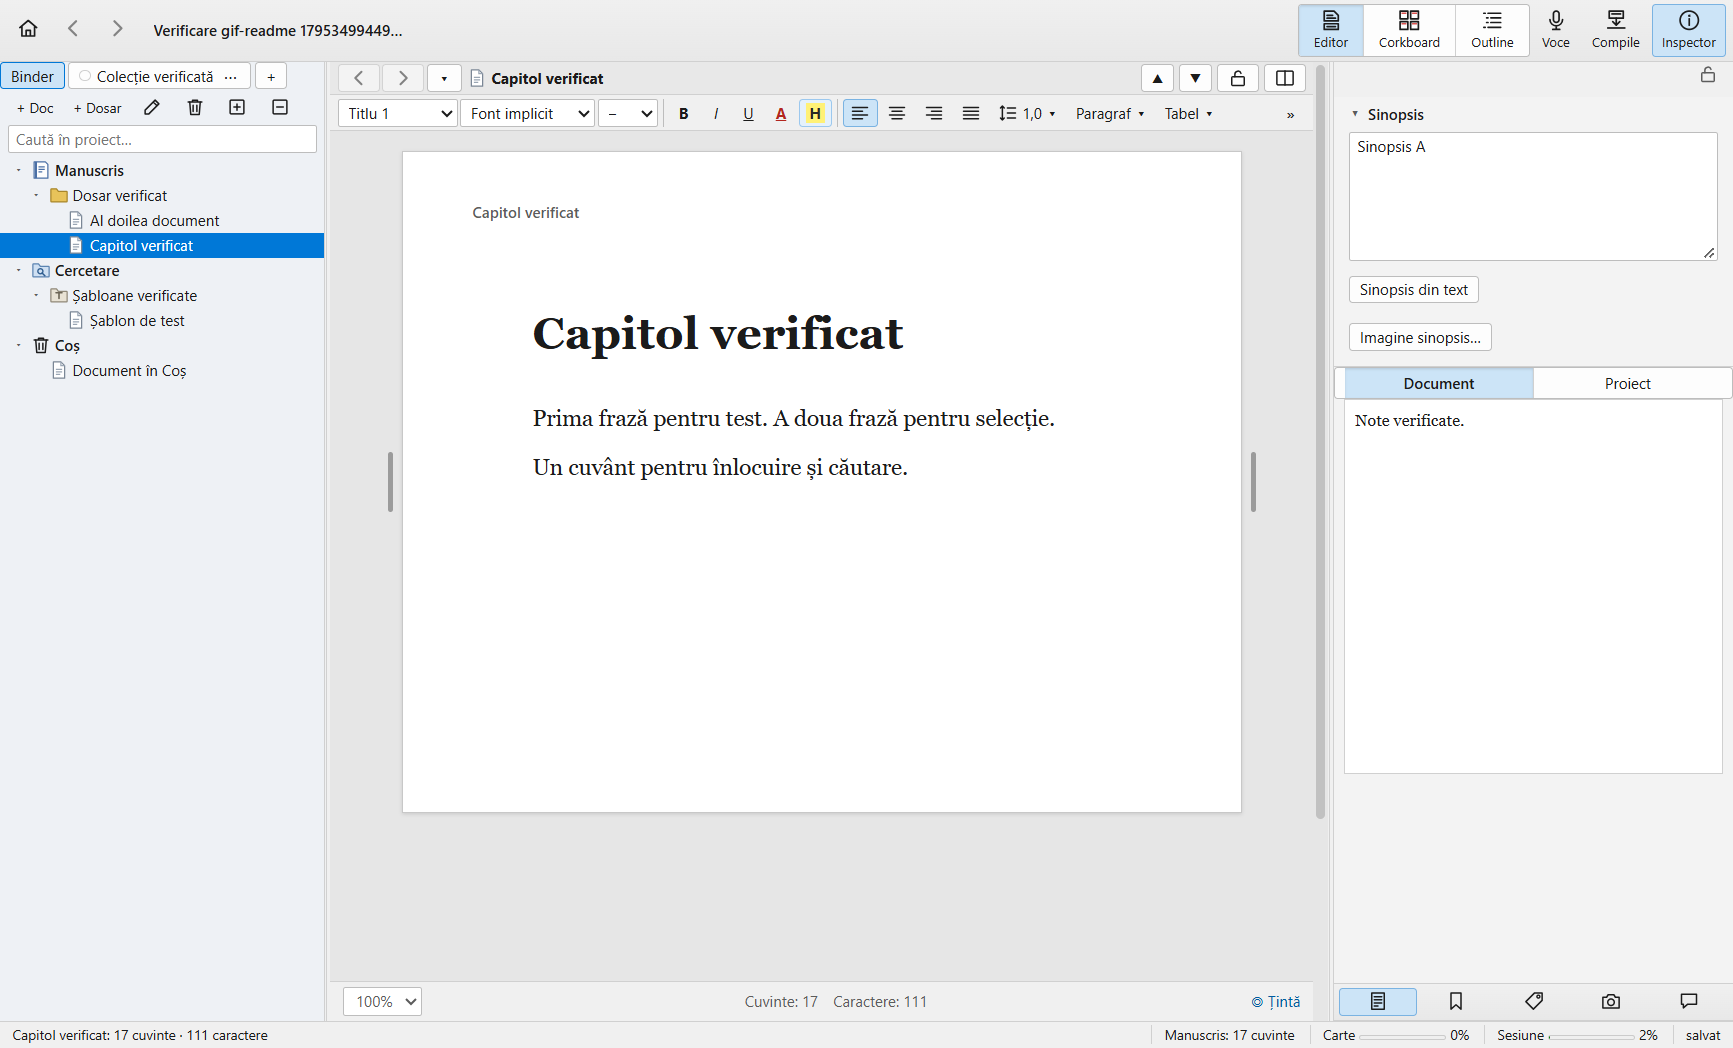 Verificare gif-readme 17953499449...
Editor
Corkboard
Outline
Voce
Compile
Inspector
Binder
Colecție verificată ...
+
+ Doc
+ Dosar
Caută în proiect...
Manuscris
Dosar verificat
Al doilea document
Capitol verificat
Cercetare
Șabloane verificate
Șablon de test
Coș
Document în Coș
Capitol verificat
Titlu 1
Font implicit
–
B
I
U
A
H
1,0
Paragraf
Tabel
»
Capitol verificat
Capitol verificat
Prima frază pentru test. A doua frază pentru selecție.
Un cuvânt pentru înlocuire și căutare.
100%
Cuvinte: 17
Caractere: 111
Țintă
Sinopsis
Sinopsis A
Sinopsis din text
Imagine sinopsis...
Document
Proiect
Note verificate.
Capitol verificat: 17 cuvinte · 111 caractere
Manuscris: 17 cuvinte
Carte
0%
Sesiune
2%
salvat